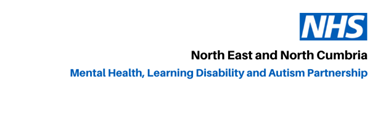 NHS
North East and North Cumbria
Mental Health, Learning Disability and Autism Partnership